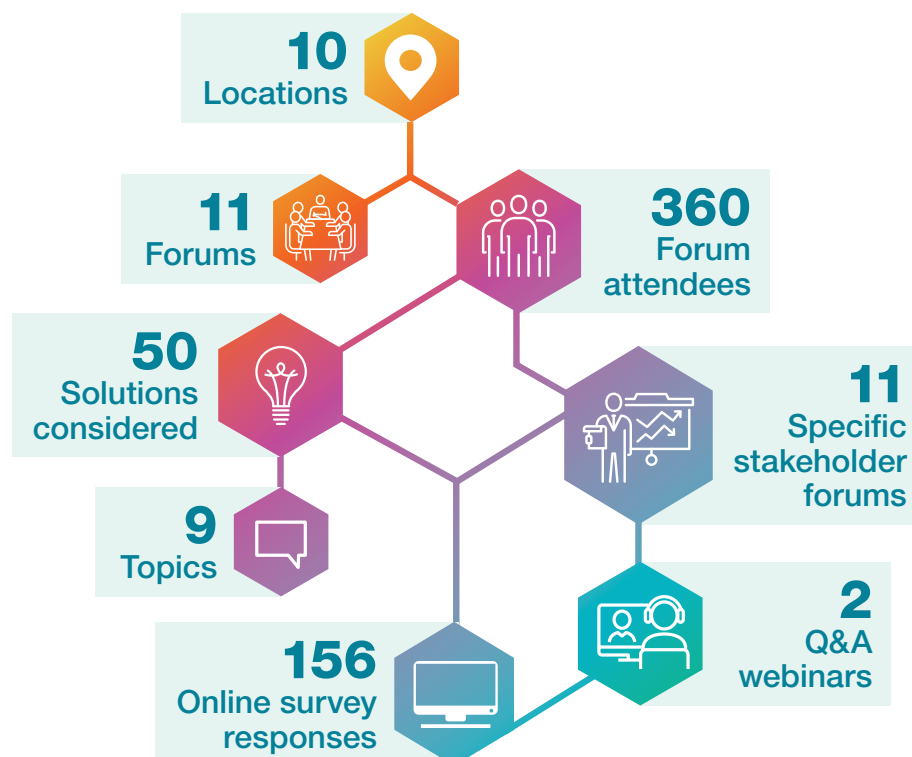 10
Locations
11
Forums
360
Forum
attendees
50
Solutions
considered
11
Specific
stakeholder
forums
9
Topics
2
Q&A
webinars
156
Online survey
responses